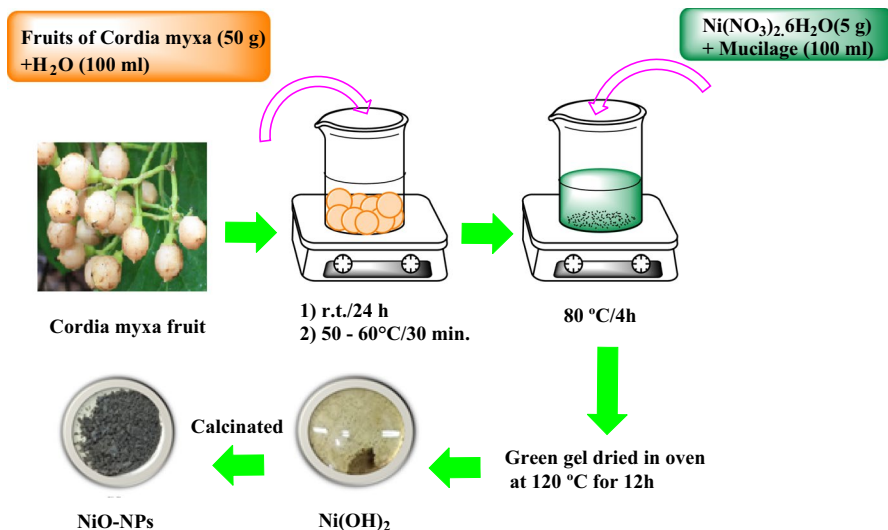 Fruits of Cordia myxa (50 g)
+H₂O (100 ml)
Ni(NO₃)₂.6H₂O(5 g)
+ Mucilage (100 ml)
Cordia myxa fruit
1) r.t./24 h
2) 50 - 60°C/30 min.
80 ºC/4h
Green gel dried in oven
at 120 ºC for 12h
Calcinated
Ni(OH)₂
NiO-NPs